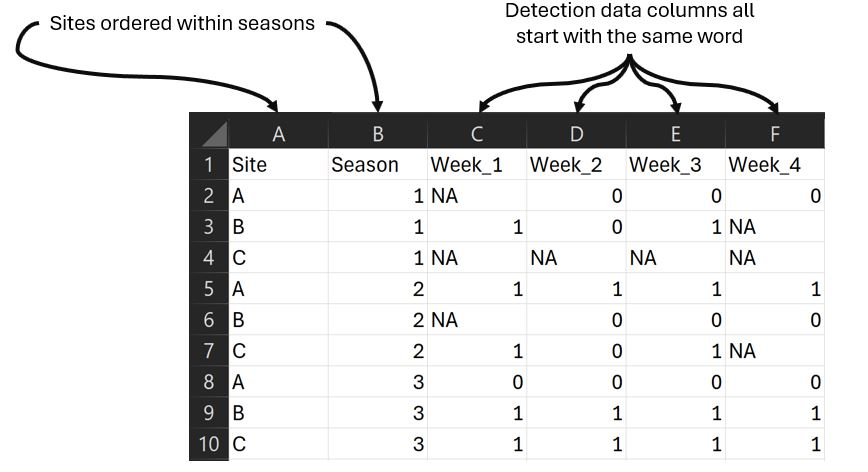 Sites ordered within seasons
Detection data columns all
start with the same word
A B C D E F
1 Site Season Week_1 Week_2 Week_3 Week_4
2 A 1 NA 0 0 0
3 B 1 1 0 1 NA
4 C 1 NA NA NA NA
5 A 2 1 1 1 1
6 B 2 NA 0 0 0
7 C 2 1 0 1 NA
8 A 3 0 0 0 0
9 B 3 1 1 1 1
10 C 3 1 1 1 1